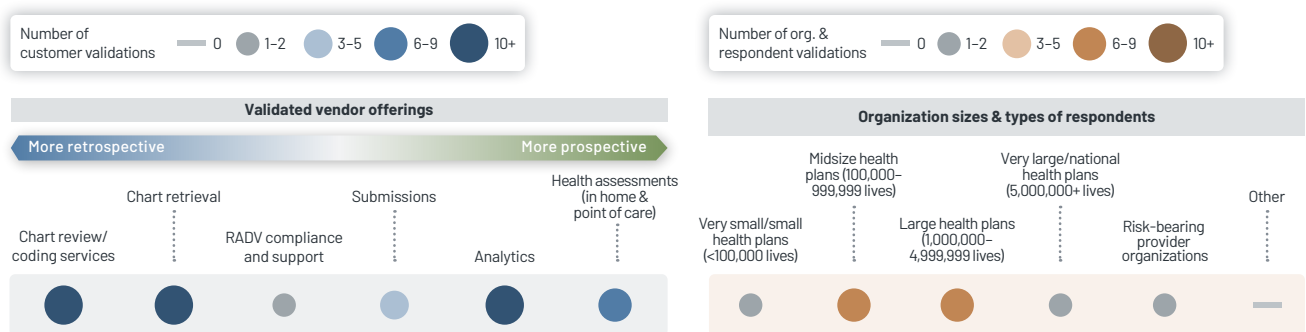 Number of
customer validations
0
1–2
3–5
6–9
10+
Number of org. &
respondent validations
0
1–2
3–5
6–9
10+
Validated vendor offerings
More retrospective
More prospective
Chart review/
coding services
Chart retrieval
RADV compliance
and support
Submissions
Analytics
Health assessments
(in home &
point of care)
Organization sizes & types of respondents
Very small/small
health plans
(<100,000 lives)
Midsize health
plans (100,000–
999,999 lives)
Large health plans
(1,000,000–
4,999,999 lives)
Very large/national
health plans
(5,000,000+ lives)
Risk-bearing
provider
organizations
Other